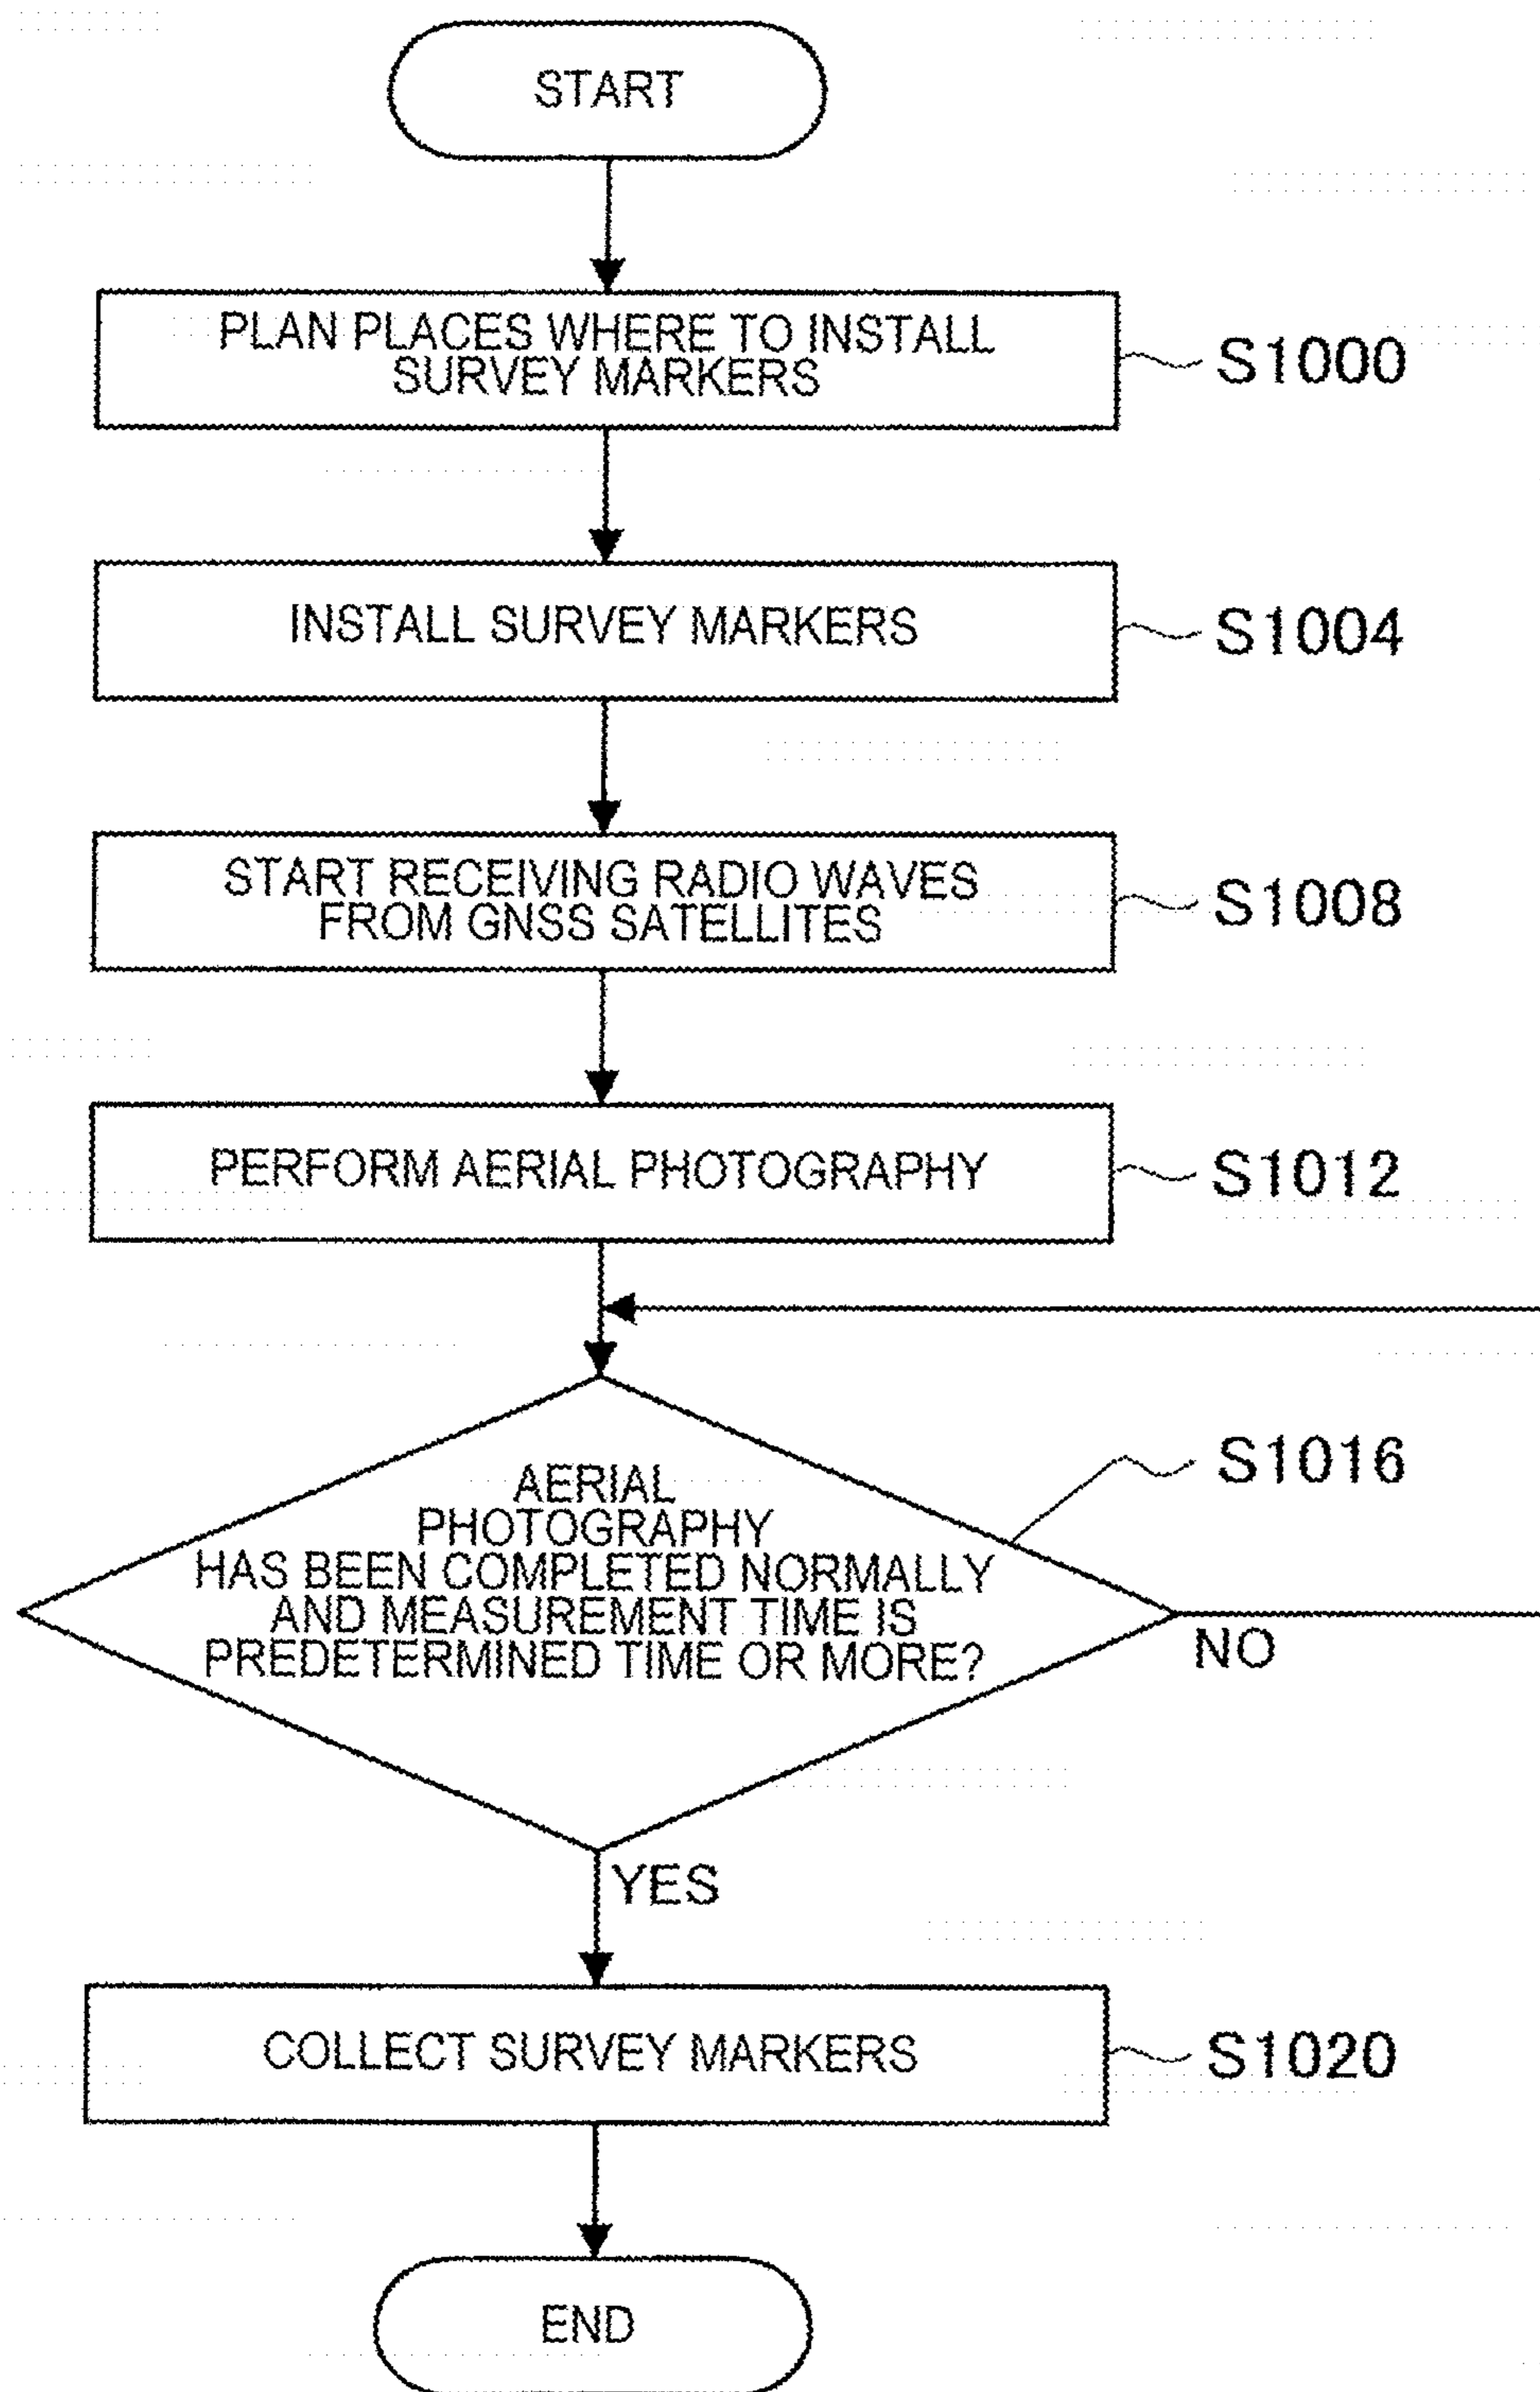 START
PLAN PLACES WHERE TO INSTALL
SURVEY MARKERS
S1000
INSTALL SURVEY MARKERS
S1004
START RECEIVING RADIO WAVES
FROM GNSS SATELLITES
S1008
PERFORM AERIAL PHOTOGRAPHY
S1012
S1016
AERIAL
PHOTOGRAPHY
HAS BEEN COMPLETED NORMALLY
AND MEASUREMENT TIME IS
PREDETERMINED TIME OR MORE?
NO
YES
COLLECT SURVEY MARKERS
S1020
END